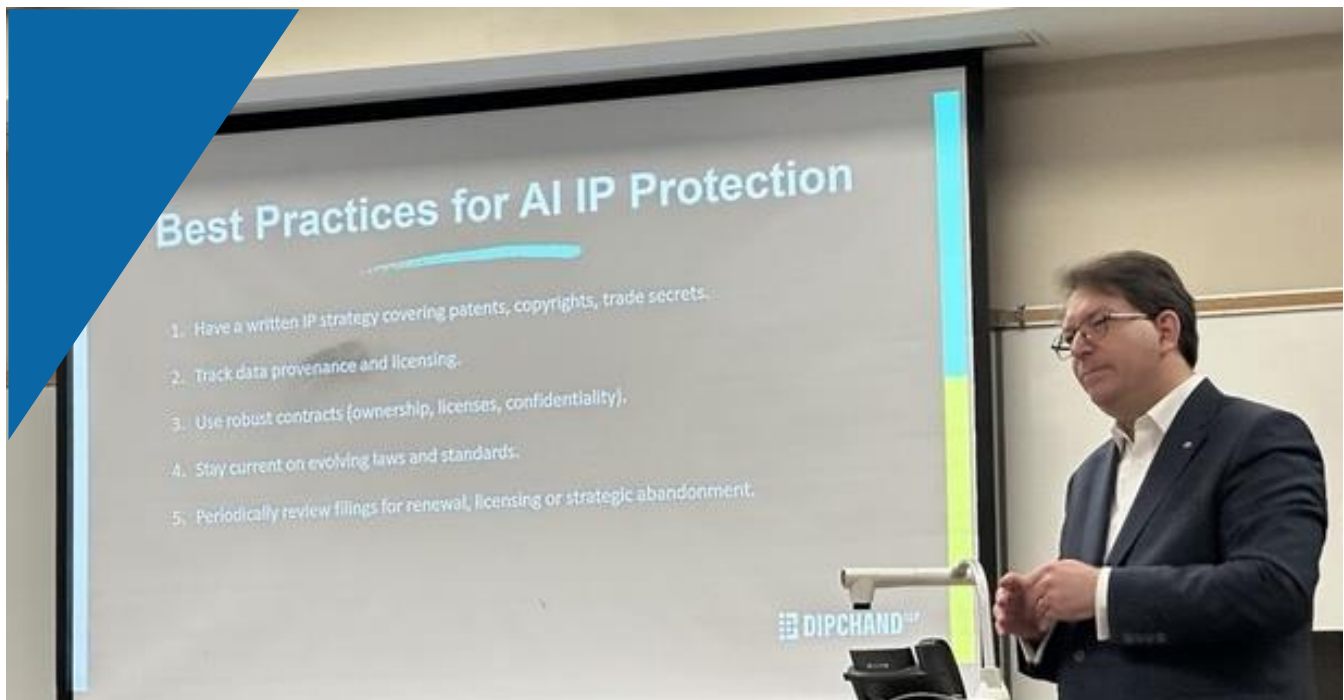 Best Practices for AI IP Protection
1. Have a written IP strategy covering patents, copyrights, trade secrets.
2. Track data provenance and licensing.
3. Use robust contracts (ownership, licenses, confidentiality).
4. Stay current on evolving laws and standards.
5. Periodically review filings for renewal, licensing or strategic abandonment.
DIPCHAND LLP